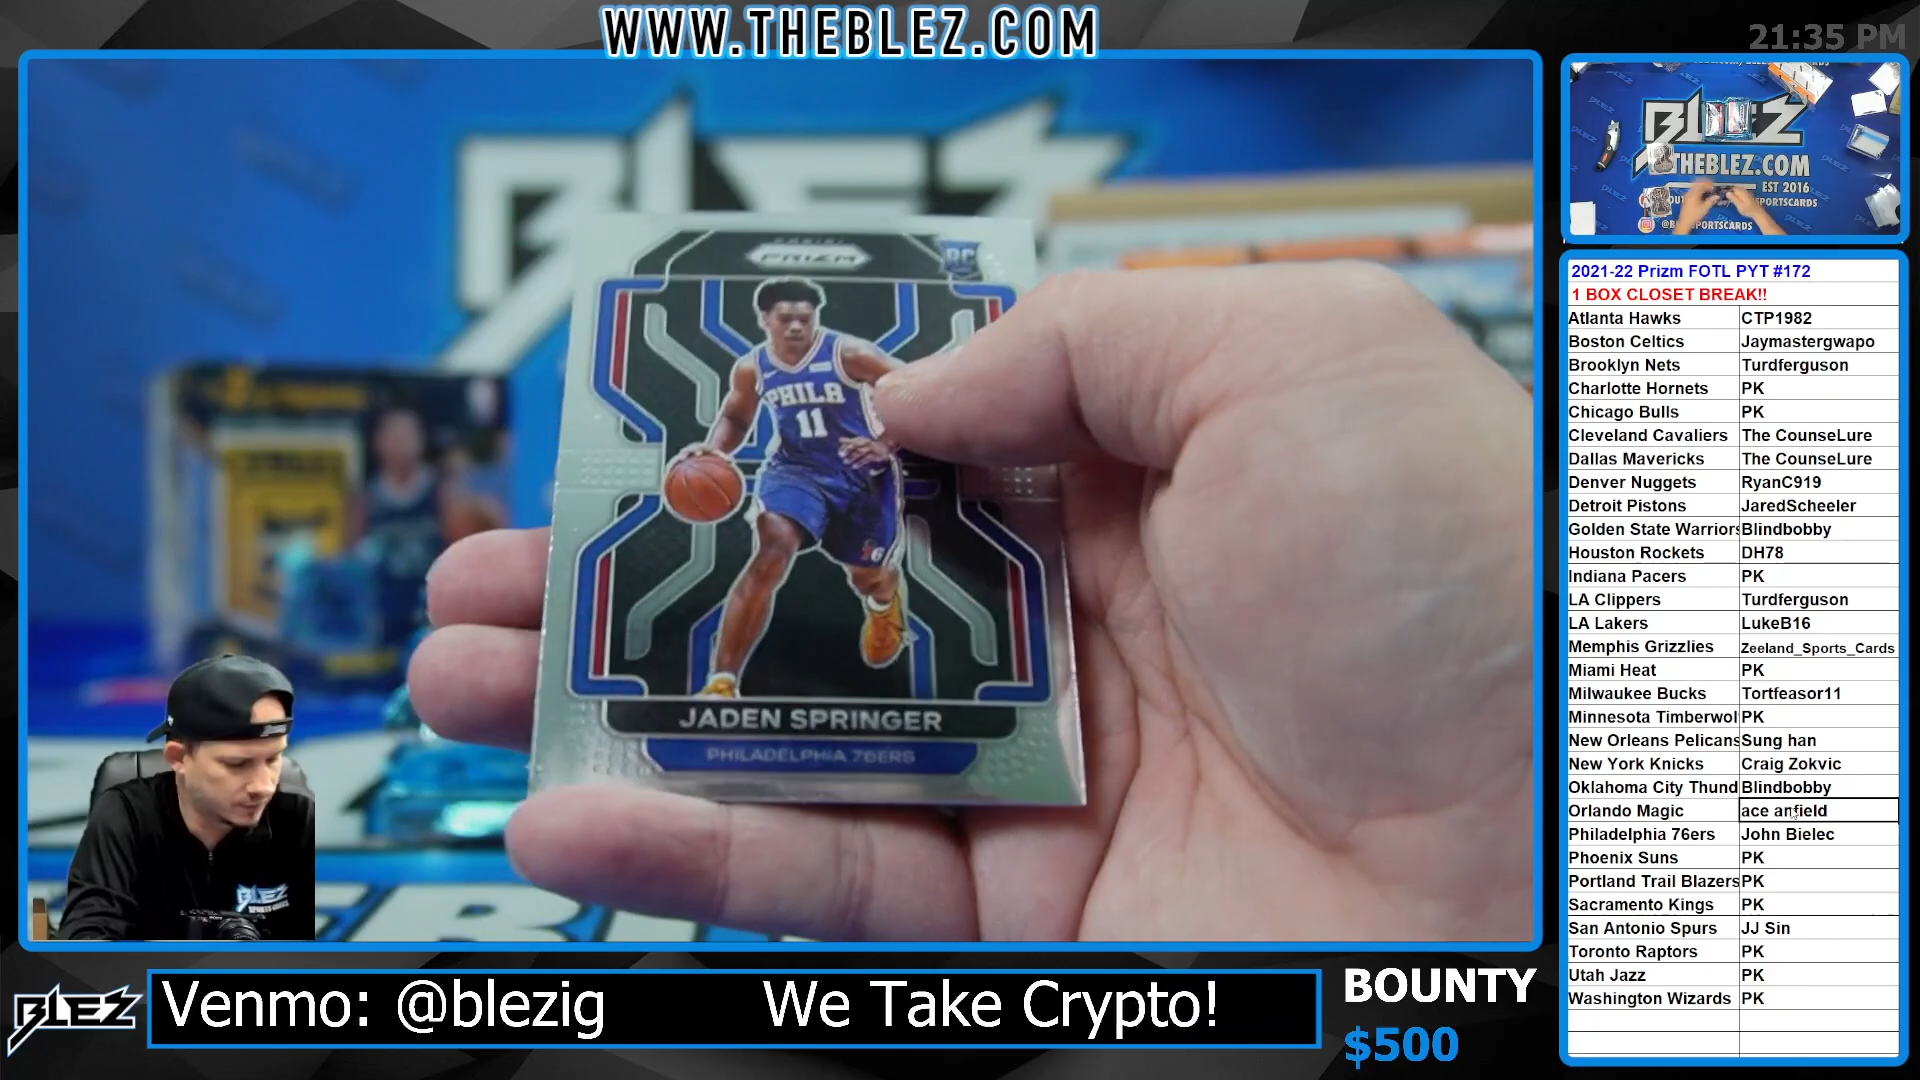 WWW.THEBLEZ.COM
21:35 PM
BLEZ
PANINI
PRIZM
RC
PHILA
11
JADEN SPRINGER
PHILADELPHIA 76ERS
BLEZ
THEBLEZ.COM
EST 2016
2021-22 Prizm FOTL PYT #172
1 BOX CLOSET BREAK!!
Atlanta Hawks CTP1982
Boston Celtics Jaymastergwapo
Brooklyn Nets Turdferguson
Charlotte Hornets PK
Chicago Bulls PK
Cleveland Cavaliers The CounseLure
Dallas Mavericks The CounseLure
Denver Nuggets RyanC919
Detroit Pistons JaredScheeler
Golden State Warriors Blindbobby
Houston Rockets DH78
Indiana Pacers PK
LA Clippers Turdferguson
LA Lakers LukeB16
Memphis Grizzlies Zeeland_Sports_Cards
Miami Heat PK
Milwaukee Bucks Tortfeasor11
Minnesota Timberwol PK
New Orleans Pelicans Sung han
New York Knicks Craig Zokvic
Oklahoma City Thund Blindbobby
Orlando Magic ace anfield
Philadelphia 76ers John Bielec
Phoenix Suns PK
Portland Trail Blazers PK
Sacramento Kings PK
San Antonio Spurs JJ Sin
Toronto Raptors PK
Utah Jazz PK
Washington Wizards PK
BLEZ
BLEZ
Venmo: @blezig We Take Crypto!
BOUNTY
$500